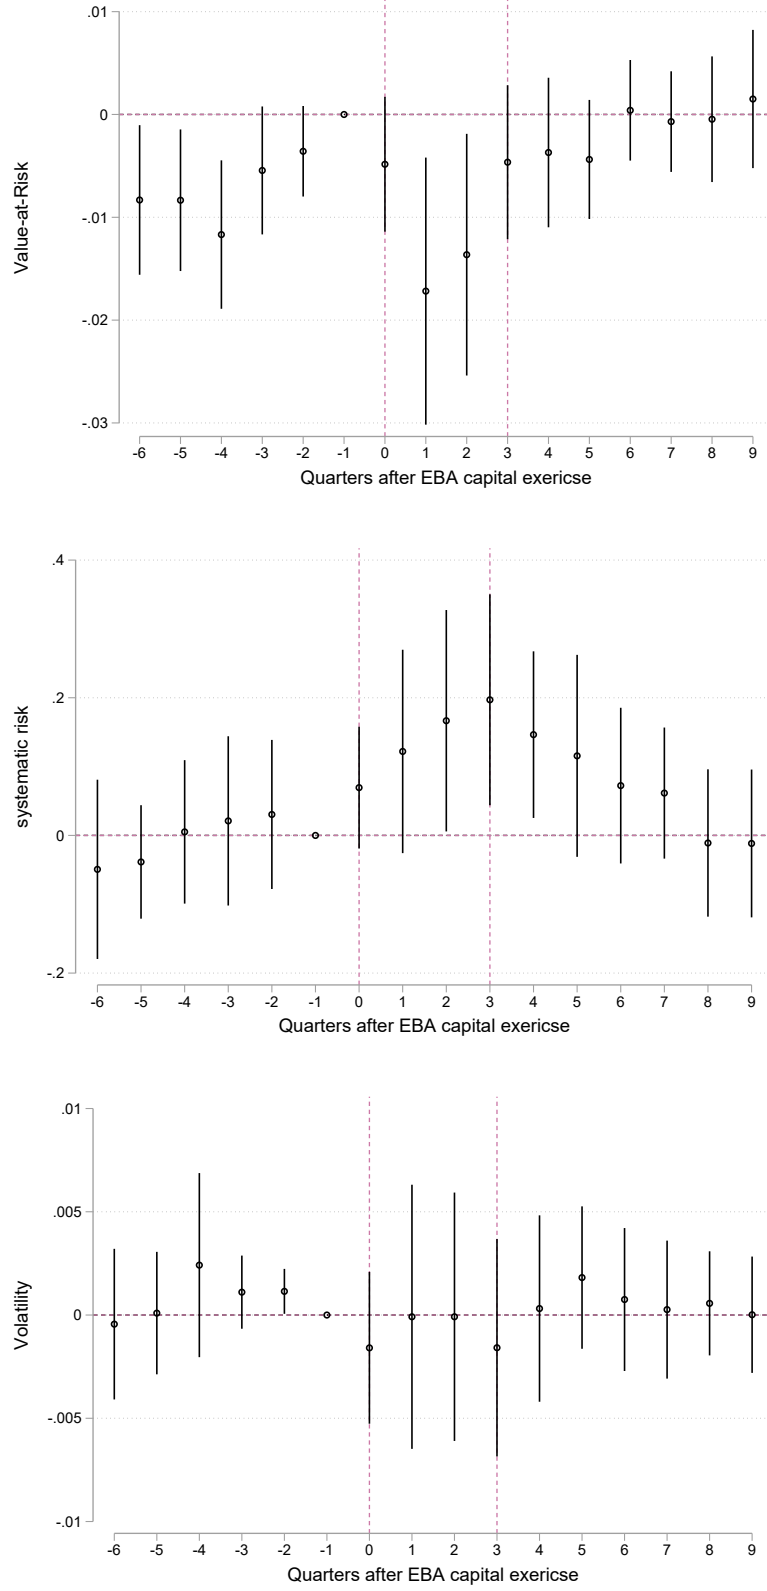 .01
0
-.01
-.02
-.03
Value-at-Risk
-6 -5 -4 -3 -2 -1 0 1 2 3 4 5 6 7 8 9
Quarters after EBA capital exericse
.4
.2
0
-.2
systematic risk
-6 -5 -4 -3 -2 -1 0 1 2 3 4 5 6 7 8 9
Quarters after EBA capital exericse
.01
.005
0
-.005
-.01
Volatility
-6 -5 -4 -3 -2 -1 0 1 2 3 4 5 6 7 8 9
Quarters after EBA capital exericse